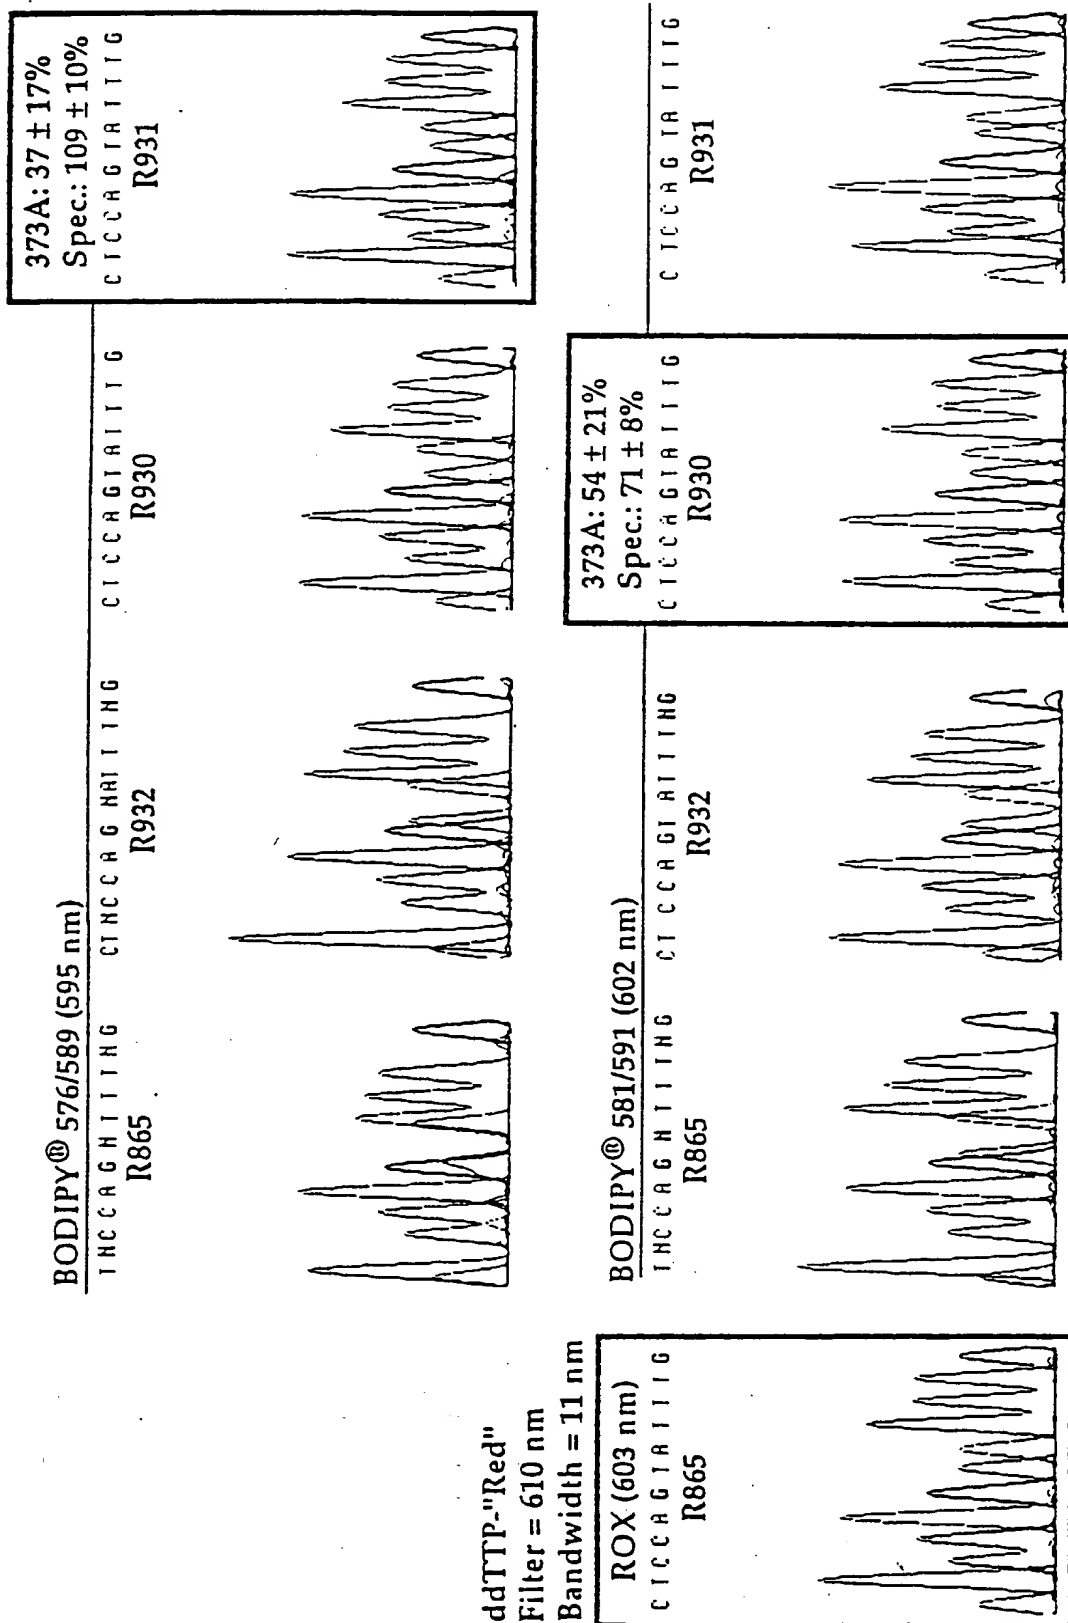 BODIPY® 576/589 (595 nm)
TNCCAGNTTTNG
R865
CTNCCAGNATTTNG
R932
CTCCAGTATTTG
R930
373A: 37 ± 17%
Spec.: 109 ± 10%
CTCCAGTATTTG
R931
ddTTP-"Red"
Filter = 610 nm
Bandwidth = 11 nm
ROX (603 nm)
CTCCAGTATTTG
R865
BODIPY® 581/591 (602 nm)
TNCCAGNTTTNG
R865
CTCCAGTATTTNG
R932
373A: 54 ± 21%
Spec.: 71 ± 8%
CTCCAGTATTTG
R930
CTCCAGTATTTG
R931